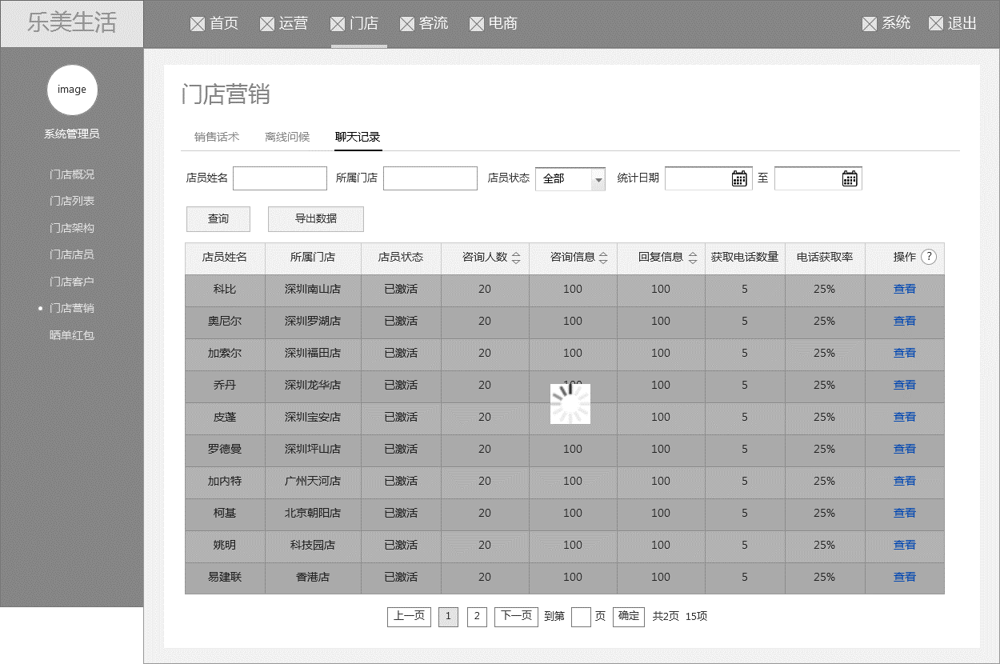 乐美生活
首页 运营 门店 客流 电商 系统 退出
image
系统管理员
门店概况
门店列表
门店架构
门店店员
门店客户
门店营销
晒单红包
门店营销
销售话术 离线问候 聊天记录
店员姓名 所属门店 店员状态 全部 统计日期 至
查询 导出数据
店员姓名 所属门店 店员状态 咨询人数 咨询信息 回复信息 获取电话数量 电话获取率 操作 ?
科比 深圳南山店 已激活 20 100 100 5 25% 查看
奥尼尔 深圳罗湖店 已激活 20 100 100 5 25% 查看
加索尔 深圳福田店 已激活 20 100 100 5 25% 查看
乔丹 深圳龙华店 已激活 20 100 100 5 25% 查看
皮蓬 深圳宝安店 已激活 20 100 5 25% 查看
罗德曼 深圳坪山店 已激活 20 100 100 5 25% 查看
加内特 广州天河店 已激活 20 100 100 5 25% 查看
柯基 北京朝阳店 已激活 20 100 100 5 25% 查看
姚明 科技园店 已激活 20 100 100 5 25% 查看
易建联 香港店 已激活 20 100 100 5 25% 查看
上一页 1 2 下一页 到第 页 确定 共2页 15项